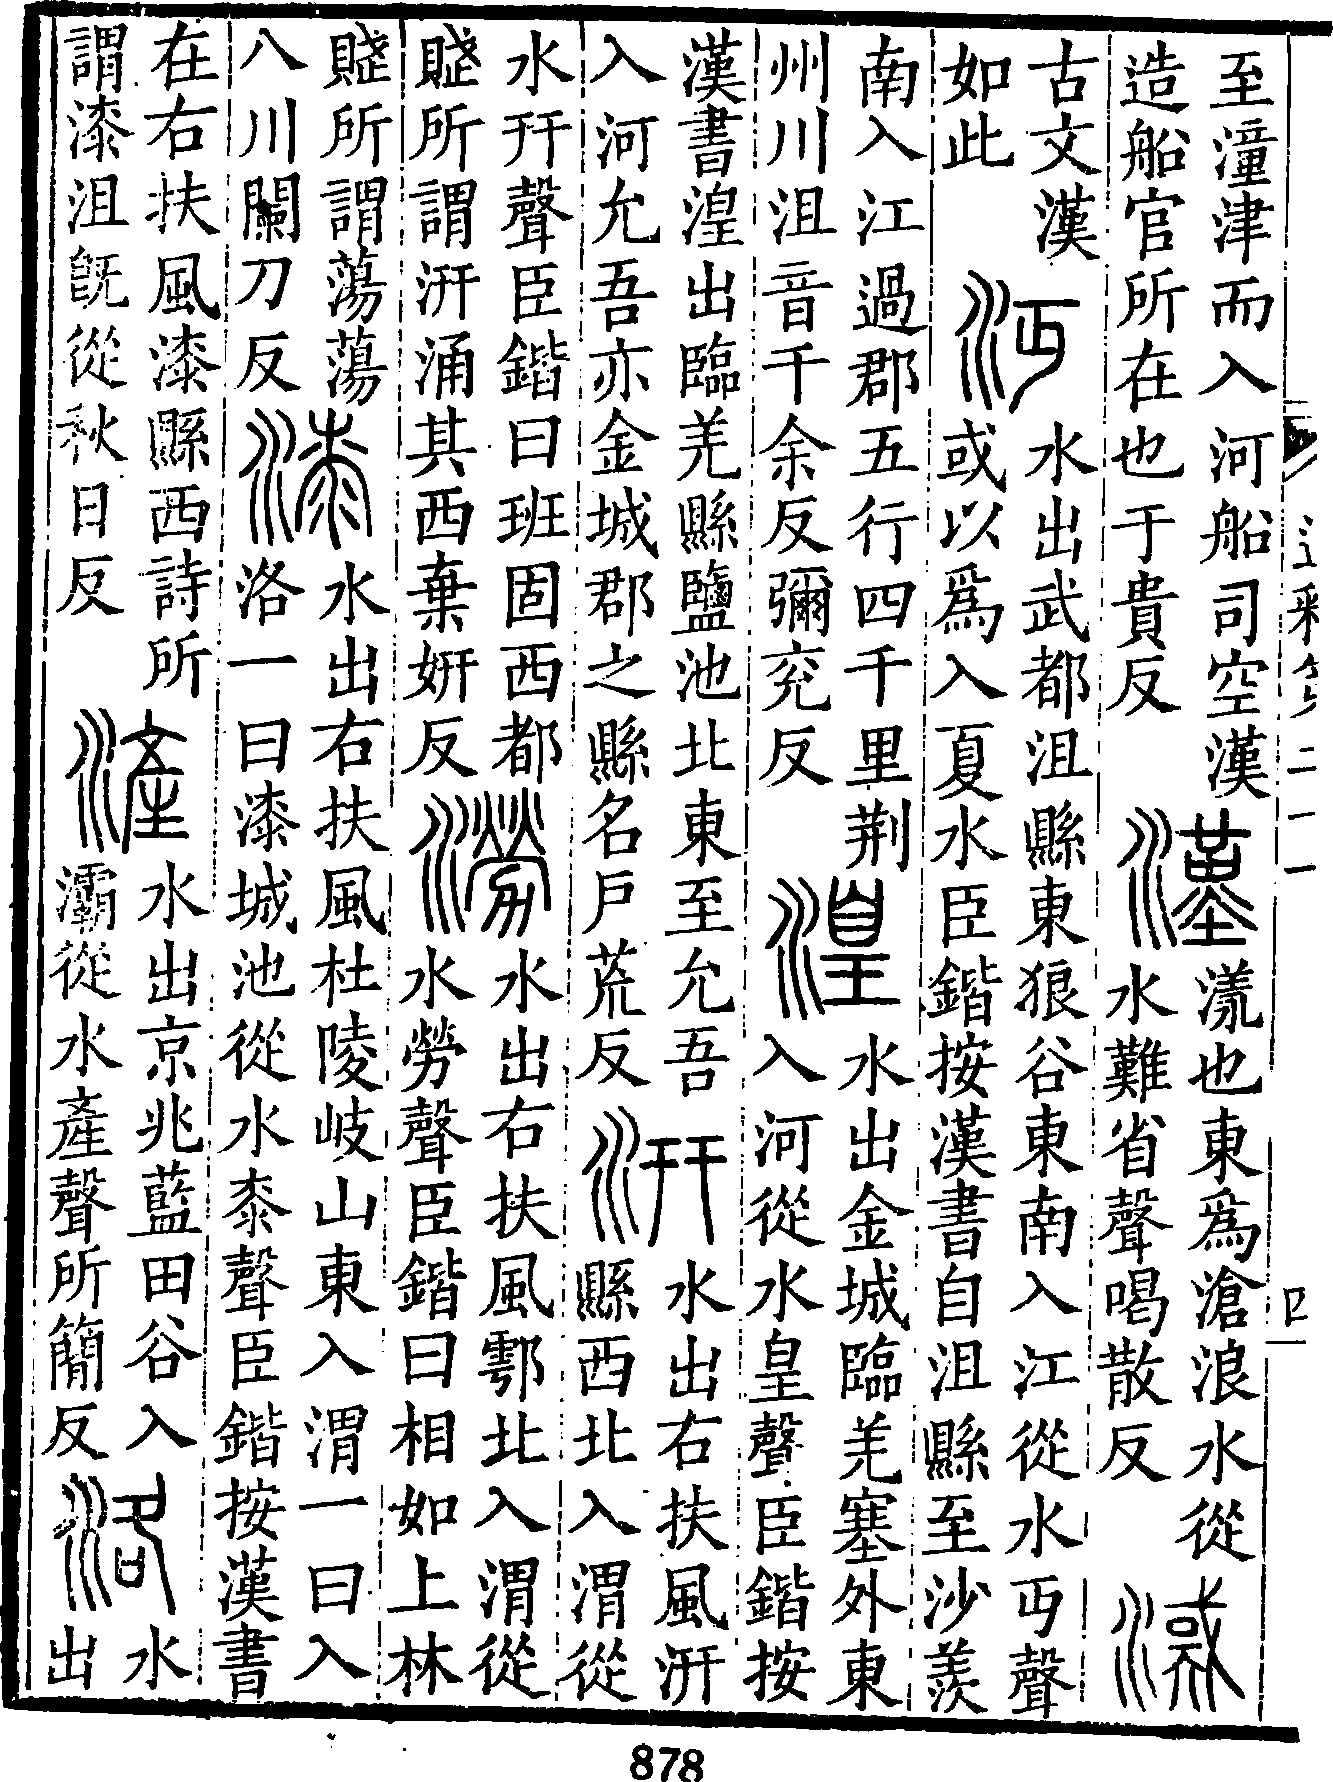 至潼津而入河船司空漢
造船官所在也于貴反
漢
漾也東爲滄浪水從
水難省聲喝散反
㵄
古文漢
如此
沔
水出武都沮縣東狼谷東南入江從水丏聲
或以爲入夏水臣鍇按漢書自沮縣至沙羨
南入江過郡五行四千里荆
州川沮音千余反彌兖反
湟
水出金城臨羌塞外東
入河從水皇聲臣鍇按
漢書湟出臨羌縣鹽池北東至允吾
入河允吾亦金城郡之縣名戶荒反
汧
水出右扶風汧
縣西北入渭從
水幵聲臣鍇曰班固西都
賦所謂汧涌其西棄妍反
澇
水出右扶風鄠北入渭從
水勞聲臣鍇曰相如上林
賦所謂蕩蕩
八川闌刀反
漆
水出右扶風杜陵岐山東入渭一曰入
洛一曰漆城池從水桼聲臣鍇按漢書
在右扶風漆縣西詩所
謂漆沮旣從秋日反
滻
水出京兆藍田谷入
灞從水產聲所簡反
洛
水
出
878